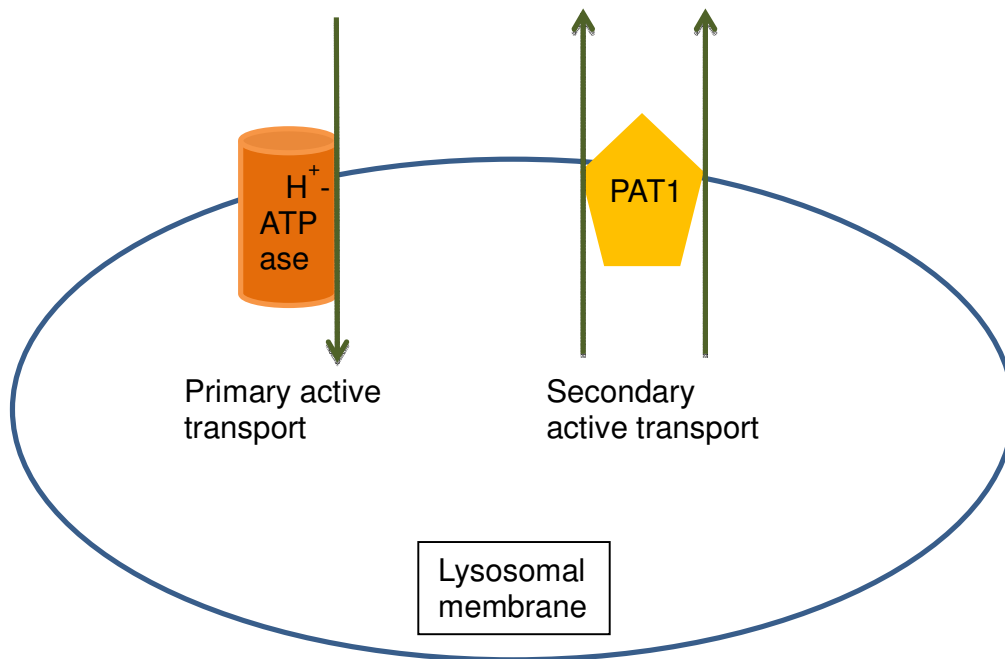 H⁺-
ATP
ase
PAT1
Primary active
transport
Secondary
active transport
Lysosomal
membrane